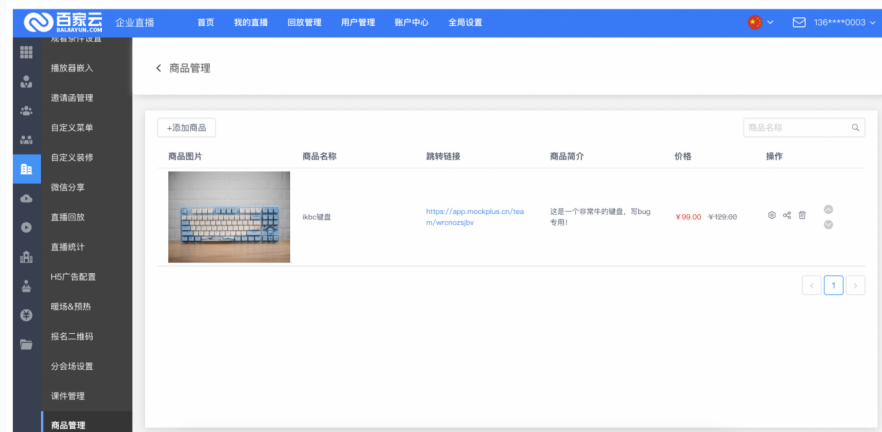 百家云
BAIJIAYUN.COM
企业直播
首页
我的直播
回放管理
用户管理
账户中心
全局设置
136****0003
观看条件设置
播放器嵌入
邀请函管理
自定义菜单
自定义装修
微信分享
直播回放
直播统计
H5广告配置
暖场&预热
报名二维码
分会场设置
课件管理
商品管理
商品管理
+添加商品
商品名称
商品图片
商品名称
跳转链接
商品简介
价格
操作
ikbc键盘
https://app.mockplus.cn/tea
m/wrcnozsjbv
这是一个非常牛的键盘，写bug
专用！
¥99.00 ¥129.00
1